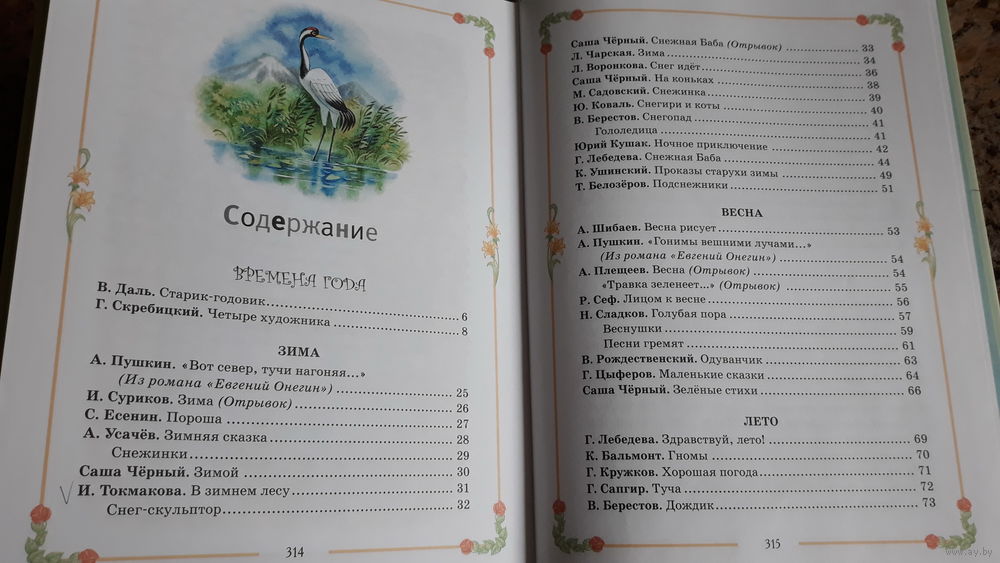 Содержание
ВРЕМЕНА ГОДА
В. Даль. Старик-годовик.......... 6
Г. Скребицкий. Четыре художника.......... 8
ЗИМА
А. Пушкин. «Вот север, тучи нагоняя...»
(Из романа «Евгений Онегин».......... 25
И. Суриков. Зима (Отрывок).......... 26
С. Есенин. Пороша.......... 27
А. Усачёв. Зимняя сказка.......... 28
Снежинки.......... 29
Саша Чёрный. Зимой.......... 30
И. Токмакова. В зимнем лесу.......... 31
Снег-скульптор.......... 32
314
Саша Чёрный. Снежная Баба (Отрывок).......... 33
Л. Чарская. Зима.......... 34
Л. Воронкова. Снег идёт.......... 36
Саша Чёрный. На коньках.......... 38
М. Садовский. Снежинка.......... 39
Ю. Коваль. Снегири и коты.......... 40
В. Берестов. Снегопад.......... 41
Гололедица.......... 41
Юрий Кушак. Ночное приключение.......... 42
Г. Лебедева. Снежная Баба.......... 44
К. Ушинский. Проказы старухи зимы.......... 49
Т. Белозёров. Подснежники.......... 51
ВЕСНА
А. Шибаев. Весна рисует.......... 53
А. Пушкин. «Гонимы вешними лучами...»
(Из романа «Евгений Онегин»).......... 54
А. Плещеев. Весна (Отрывок).......... 54
«Травка зеленеет...» (Отрывок).......... 55
Р. Сеф. Лицом к весне.......... 56
Н. Сладков. Голубая пора.......... 57
Веснушки.......... 59
Песни гремят.......... 61
В. Рождественский. Одуванчик.......... 63
Г. Цыферов. Маленькие сказки.......... 64
Саша Чёрный. Зелёные стихи.......... 66
ЛЕТО
Г. Лебедева. Здравствуй, лето!.......... 69
К. Бальмонт. Гномы.......... 70
Г. Кружков. Хорошая погода.......... 71
Г. Сапгир. Туча.......... 72
В. Берестов. Дождик.......... 73
315
www.ay.by